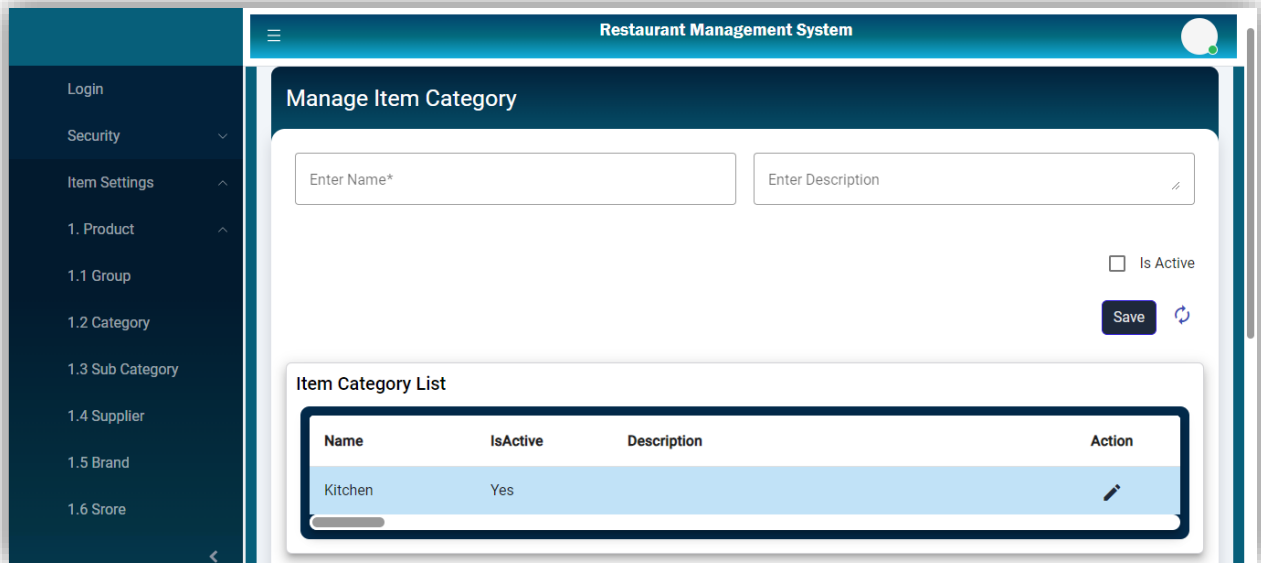 Restaurant Management System
Login
Security
Item Settings
1. Product
1.1 Group
1.2 Category
1.3 Sub Category
1.4 Supplier
1.5 Brand
1.6 Srore
Manage Item Category
Enter Name*
Enter Description
Is Active
Save
Item Category List
Name IsActive Description Action
Kitchen Yes